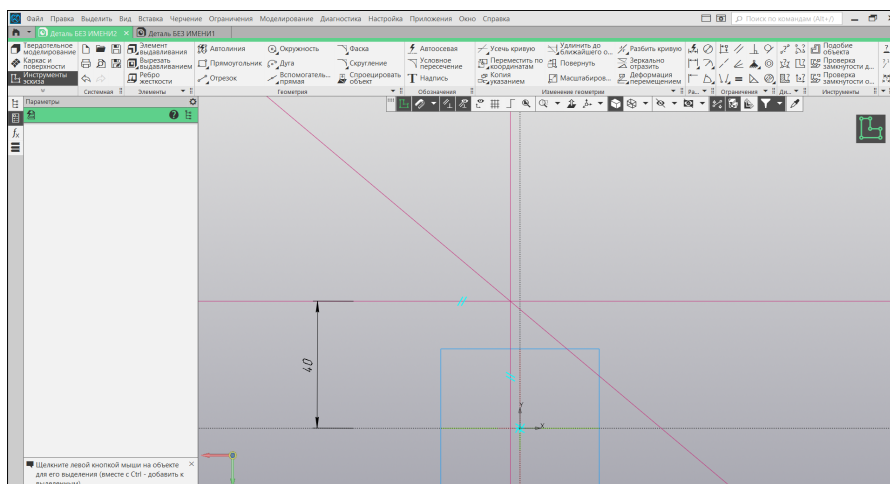 Файл Правка Выделить Вид Вставка Черчение Ограничения Моделирование Диагностика Настройка Приложения Окно Справка
Поиск по командам (Alt+/)
Деталь БЕЗ ИМЕНИ2 × Деталь БЕЗ ИМЕНИ1
Твердотельное моделирование
Каркас и поверхности
Инструменты эскиза
Системная
Элемент выдавливания
Вырезать выдавливанием
Ребро жесткости
Элементы
Автолиния Окружность Фаска
Прямоугольник Дуга Скругление
Отрезок Вспомогатель... прямая Спроецировать объект
Геометрия
Автоосевая
Условное пересечение
Надпись
Обозначения
Усечь кривую Удлинить до ближайшего о... Разбить кривую
Переместить по координатам Повернуть Зеркально отразить
Копия указанием Масштабиров... Деформация перемещением
Изменение геометрии
Ра... Ограничения Ди...
Подобие объекта
Проверка замкнутости д...
Проверка замкнутости о...
Инструменты
Параметры
fx
40
Y
X
Щелкните левой кнопкой мыши на объекте
для его выделения (вместе с Ctrl - добавить к
выделенным)